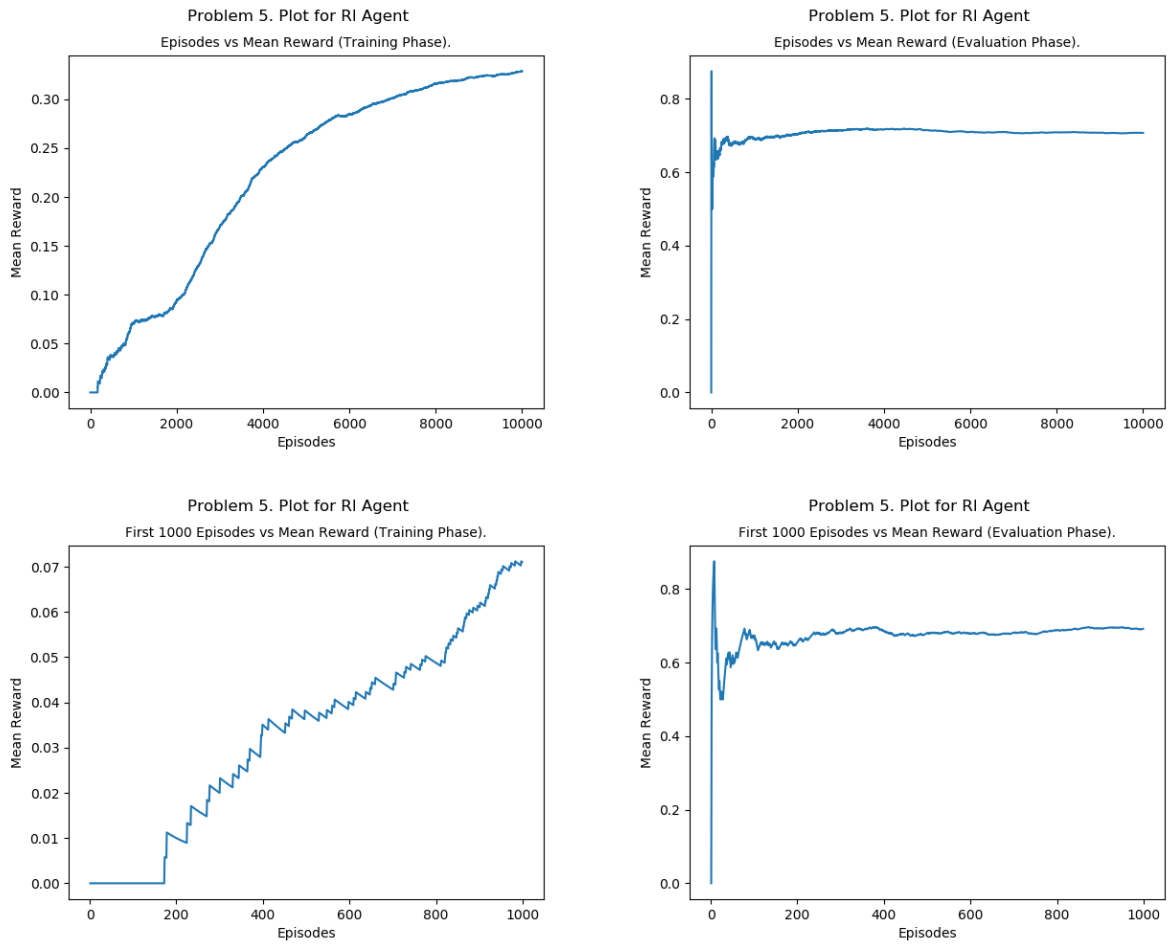 Problem 5. Plot for RI Agent
Episodes vs Mean Reward (Training Phase).
Mean Reward
0.30
0.25
0.20
0.15
0.10
0.05
0.00
0 2000 4000 6000 8000 10000
Episodes
Problem 5. Plot for RI Agent
Episodes vs Mean Reward (Evaluation Phase).
Mean Reward
0.8
0.6
0.4
0.2
0.0
0 2000 4000 6000 8000 10000
Episodes
Problem 5. Plot for RI Agent
First 1000 Episodes vs Mean Reward (Training Phase).
Mean Reward
0.07
0.06
0.05
0.04
0.03
0.02
0.01
0.00
0 200 400 600 800 1000
Episodes
Problem 5. Plot for RI Agent
First 1000 Episodes vs Mean Reward (Evaluation Phase).
Mean Reward
0.8
0.6
0.4
0.2
0.0
0 200 400 600 800 1000
Episodes